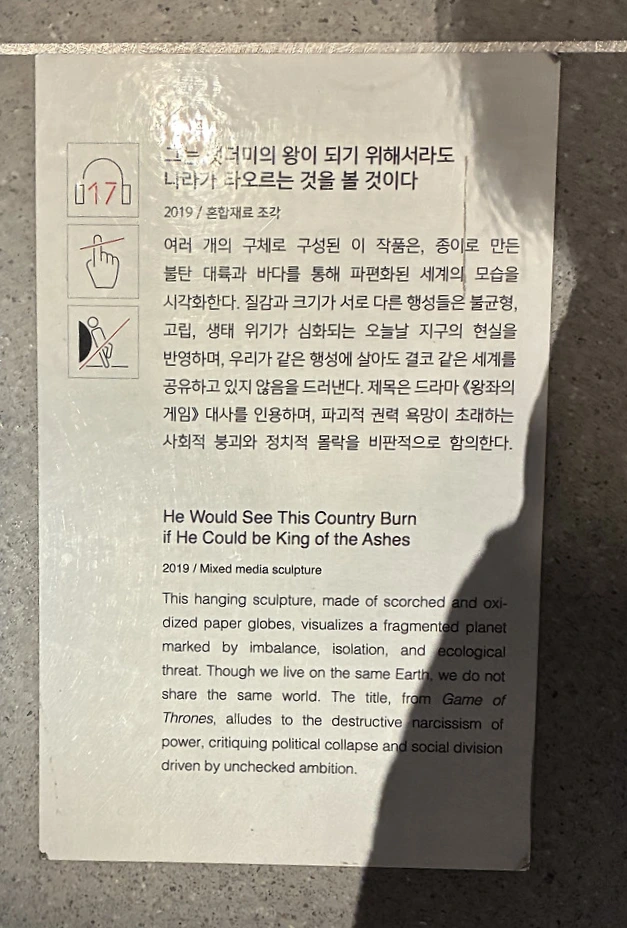 17
그는 잿더미의 왕이 되기 위해서라도
나라가 타오르는 것을 볼 것이다
2019 / 혼합재료 조각
여러 개의 구체로 구성된 이 작품은, 종이로 만든
불탄 대륙과 바다를 통해 파편화된 세계의 모습을
시각화한다. 질감과 크기가 서로 다른 행성들은 불균형,
고립, 생태 위기가 심화되는 오늘날 지구의 현실을
반영하며, 우리가 같은 행성에 살아도 결코 같은 세계를
공유하고 있지 않음을 드러낸다. 제목은 드라마 《왕좌의
게임》 대사를 인용하며, 파괴적 권력 욕망이 초래하는
사회적 붕괴와 정치적 몰락을 비판적으로 함의한다.
He Would See This Country Burn
if He Could be King of the Ashes
2019 / Mixed media sculpture
This hanging sculpture, made of scorched and oxi-
dized paper globes, visualizes a fragmented planet
marked by imbalance, isolation, and ecological
threat. Though we live on the same Earth, we do not
share the same world. The title, from Game of
Thrones, alludes to the destructive narcissism of
power, critiquing political collapse and social division
driven by unchecked ambition.